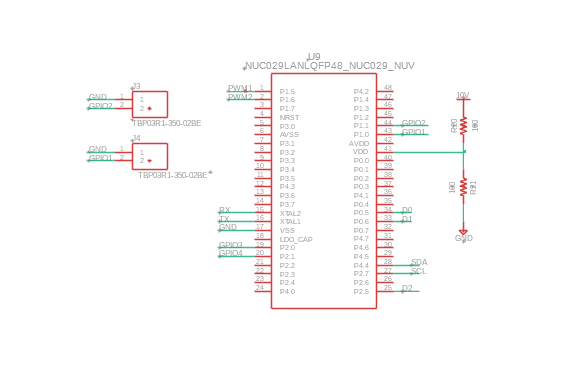 U9
NUC029LANLQFP48_NUC029_NUV
J3
GND 1 1
GPIO2 2 2
TBP03R1-350-02BE
J4
GND 1 1
GPIO1 2 2
TBP03R1-350-02BE
PWM1 1 P1.5 P4.2 48
PWM2 2 P1.6 P1.4 47
3 P1.7 P1.3 46
4 NRST P1.2 45
5 P3.0 P1.1 44 GPIO2
6 AVSS P1.0 43 GPIO1
7 P3.1 AVDD 42
8 P3.2 VDD 41
9 P3.3 P0.0 40
10 P3.4 P0.1 39
11 P3.5 P0.2 38
12 P4.3 P0.3 37
13 P3.6 P4.1 36
14 P3.7 P0.4 35
RX 15 XTAL2 P0.5 34 D0
TX 16 XTAL1 P0.6 33 D1
GND 17 VSS P0.7 32
18 LDO_CAP P4.7 31
GPIO3 19 P2.0 P4.6 30
GPIO4 20 P2.1 P4.5 29
21 P2.2 P4.4 28 SDA
22 P2.3 P2.7 27 SCL
23 P2.4 P2.6 26
24 P4.0 P2.5 25 D2
10V
GND